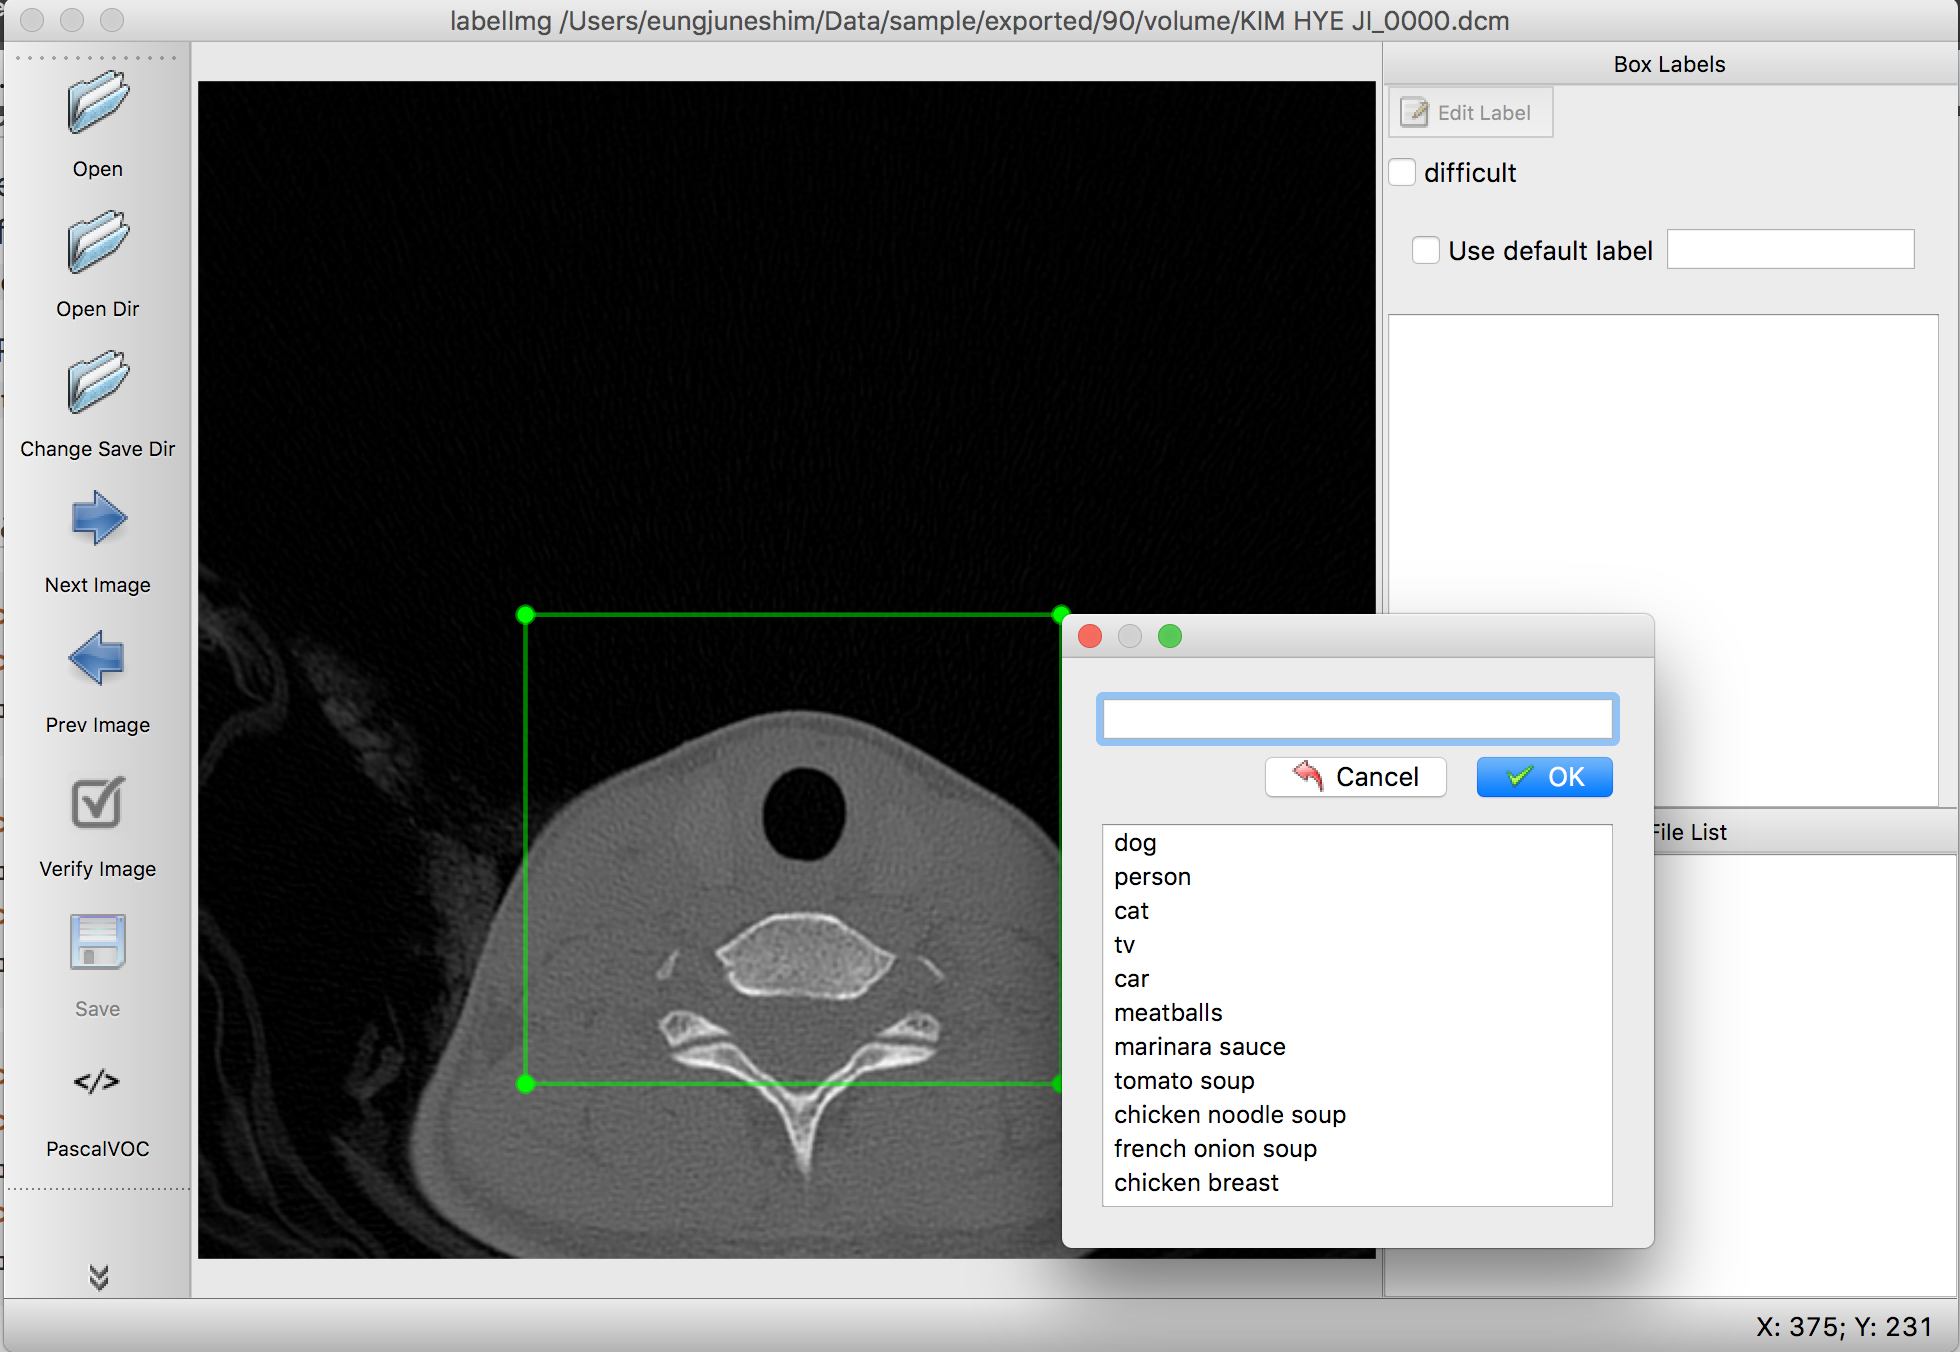 labelImg /Users/eungjuneshim/Data/sample/exported/90/volume/KIM HYE JI_0000.dcm
Open
Open Dir
Change Save Dir
Next Image
Prev Image
Verify Image
Save
</>
PascalVOC
Box Labels
Edit Label
difficult
Use default label
Cancel
OK
dog
person
cat
tv
car
meatballs
marinara sauce
tomato soup
chicken noodle soup
french onion soup
chicken breast
File List
X: 375; Y: 231